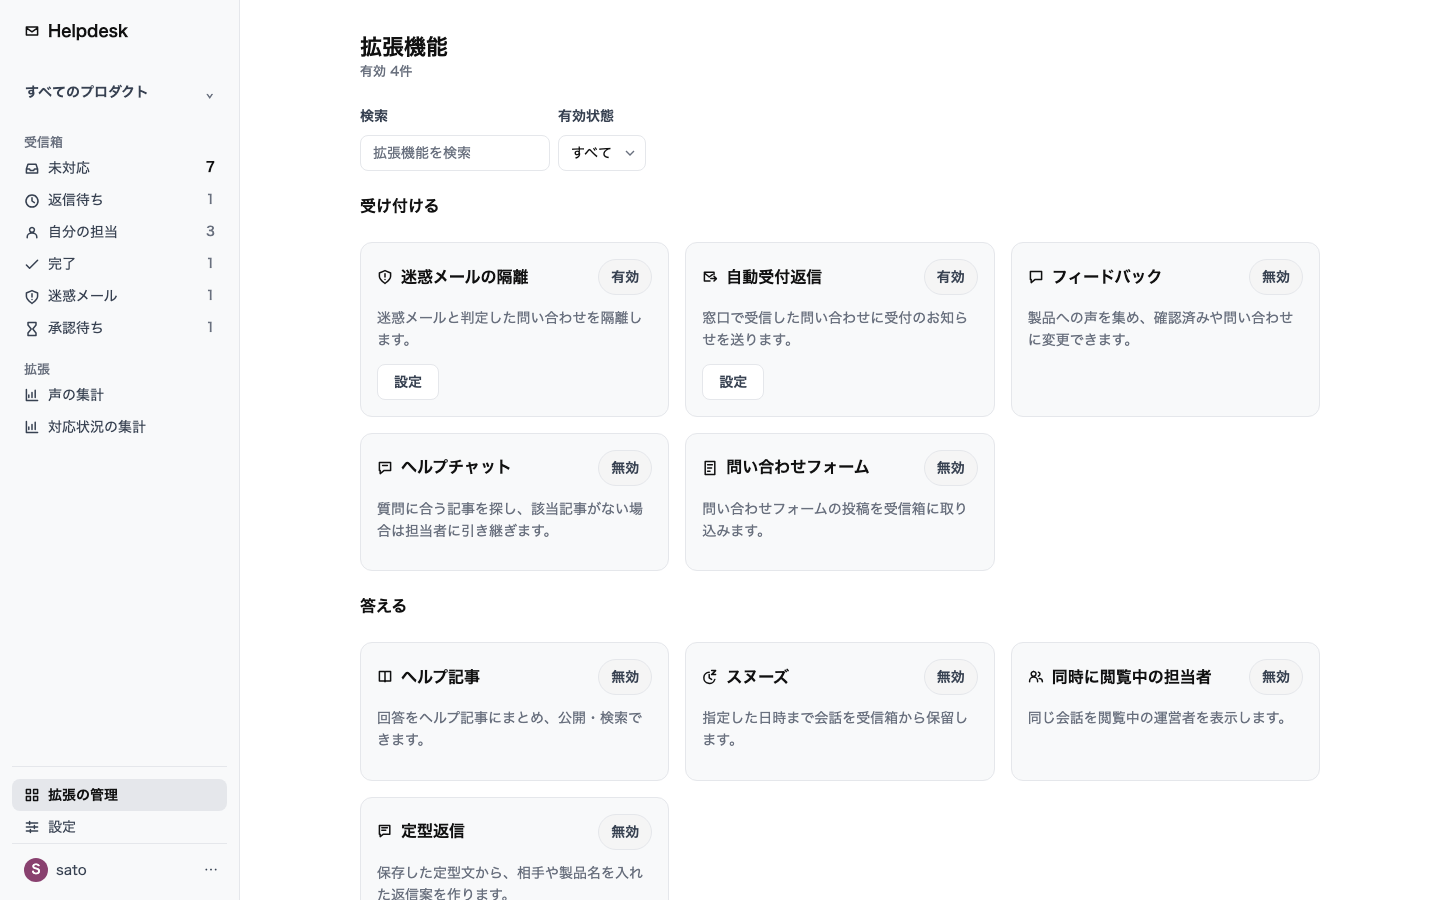 Helpdesk
すべてのプロダクト
受信箱
未対応 7
返信待ち 1
自分の担当 3
完了 1
迷惑メール 1
承認待ち 1
拡張
声の集計
対応状況の集計
拡張の管理
設定
S sato ...
拡張機能
有効 4件
検索 有効状態
拡張機能を検索 すべて
受け付ける
迷惑メールの隔離 有効
迷惑メールと判定した問い合わせを隔離し
ます。
設定
自動受付返信 有効
窓口で受信した問い合わせに受付のお知ら
せを送ります。
設定
フィードバック 無効
製品への声を集め、確認済みや問い合わせ
に変更できます。
ヘルプチャット 無効
質問に合う記事を探し、該当記事がない場
合は担当者に引き継ぎます。
問い合わせフォーム 無効
問い合わせフォームの投稿を受信箱に取り
込みます。
答える
ヘルプ記事 無効
回答をヘルプ記事にまとめ、公開・検索で
きます。
スヌーズ 無効
指定した日時まで会話を受信箱から保留し
ます。
同時に閲覧中の担当者 無効
同じ会話を閲覧中の運営者を表示します。
定型返信 無効
保存した定型文から、相手や製品名を入れ
た返信案を作ります。